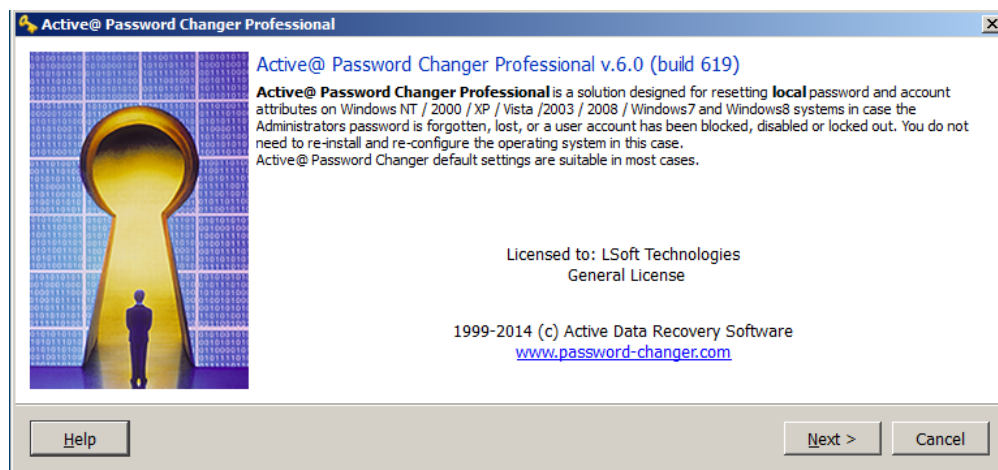 Active@ Password Changer Professional
Active@ Password Changer Professional v.6.0 (build 619)
Active@ Password Changer Professional is a solution designed for resetting local password and account
attributes on Windows NT / 2000 / XP / Vista /2003 / 2008 / Windows7 and Windows8 systems in case the
Administrators password is forgotten, lost, or a user account has been blocked, disabled or locked out. You do not
need to re-install and re-configure the operating system in this case.
Active@ Password Changer default settings are suitable in most cases.
Licensed to: LSoft Technologies
General License
1999-2014 (c) Active Data Recovery Software
www.password-changer.com
Help
Next >
Cancel